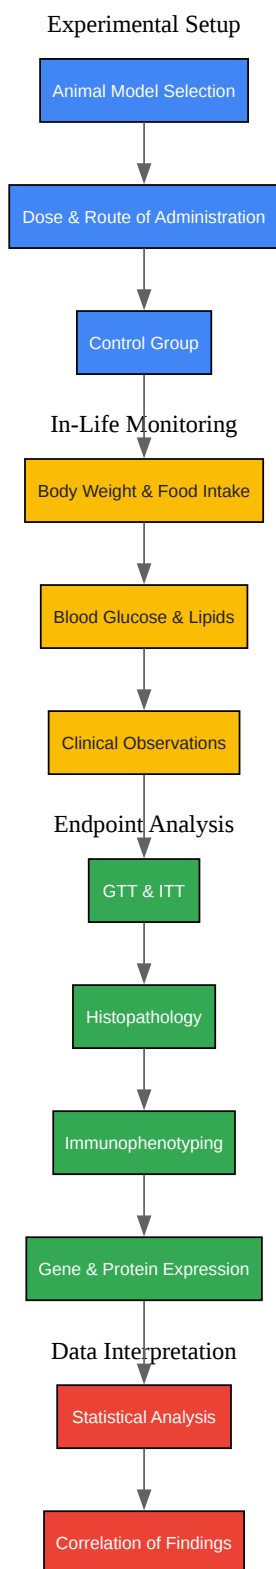 Experimental Setup
Animal Model Selection
Dose & Route of Administration
Control Group
In-Life Monitoring
Body Weight & Food Intake
Blood Glucose & Lipids
Clinical Observations
Endpoint Analysis
GTT & ITT
Histopathology
Immunophenotyping
Gene & Protein Expression
Data Interpretation
Statistical Analysis
Correlation of Findings